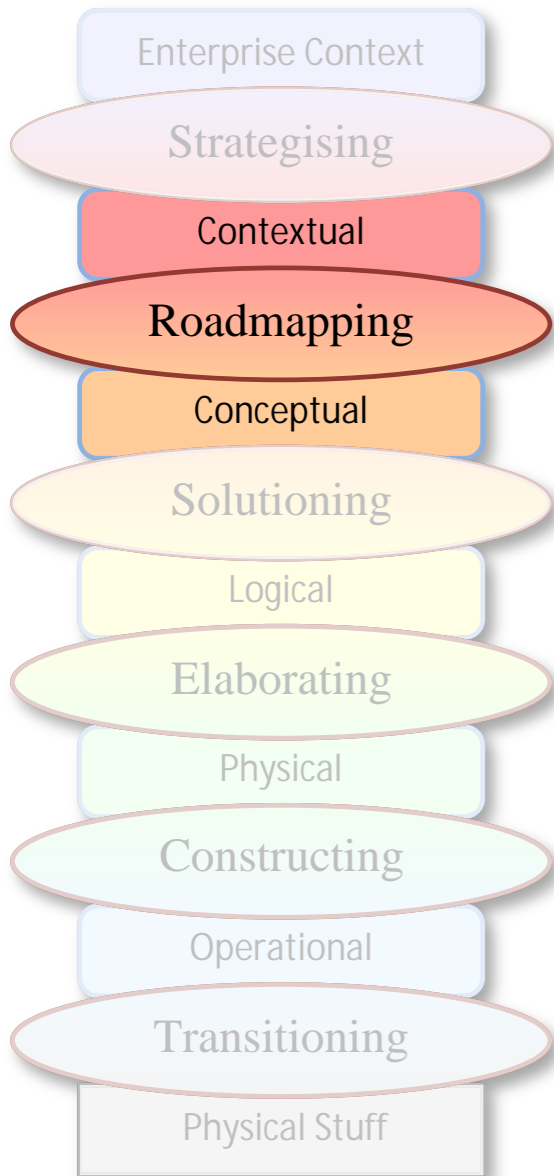 Enterprise Context
Strategising
Contextual
Roadmapping
Conceptual
Solutioning
Logical
Elaborating
Physical
Constructing
Operational
Transitioning
Physical Stuff